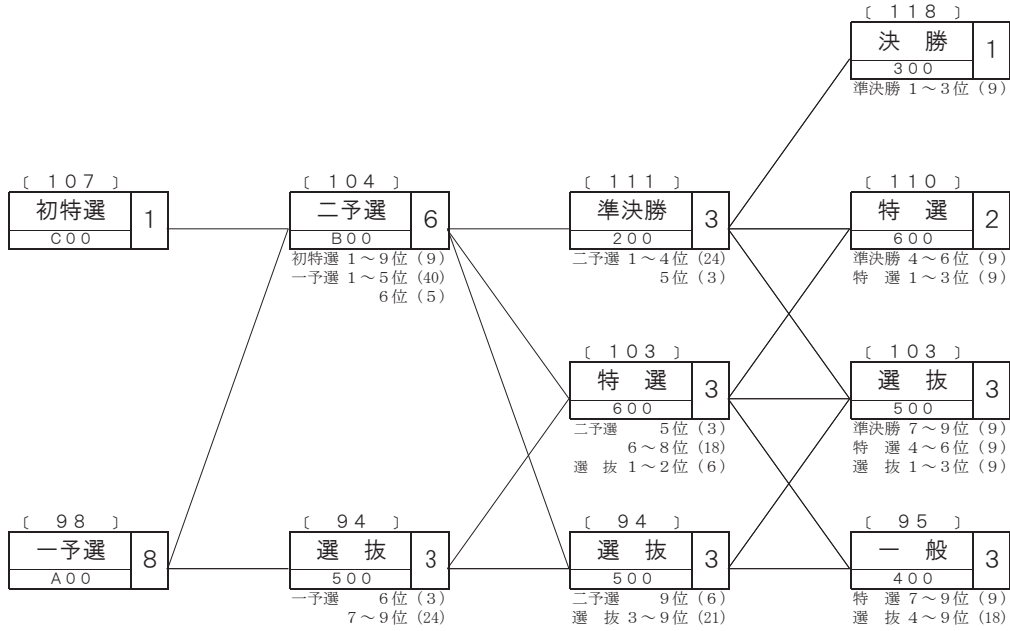 〔 118 〕
決 勝 1
300
準決勝 1～3位 (9)
〔 107 〕
初特選 1
C00
〔 104 〕
二予選 6
B00
初特選 1～9位 (9)
一予選 1～5位 (40)
6位 (5)
〔 111 〕
準決勝 3
200
二予選 1～4位 (24)
5位 (3)
〔 110 〕
特 選 2
600
準決勝 4～6位 (9)
特 選 1～3位 (9)
〔 103 〕
特 選 3
600
二予選 5位 (3)
6～8位 (18)
選 抜 1～2位 (6)
〔 103 〕
選 抜 3
500
準決勝 7～9位 (9)
特 選 4～6位 (9)
選 抜 1～3位 (9)
〔 98 〕
一予選 8
A00
〔 94 〕
選 抜 3
500
一予選 6位 (3)
7～9位 (24)
〔 94 〕
選 抜 3
500
二予選 9位 (6)
選 抜 3～9位 (21)
〔 95 〕
一 般 3
400
特 選 7～9位 (9)
選 抜 4～9位 (18)